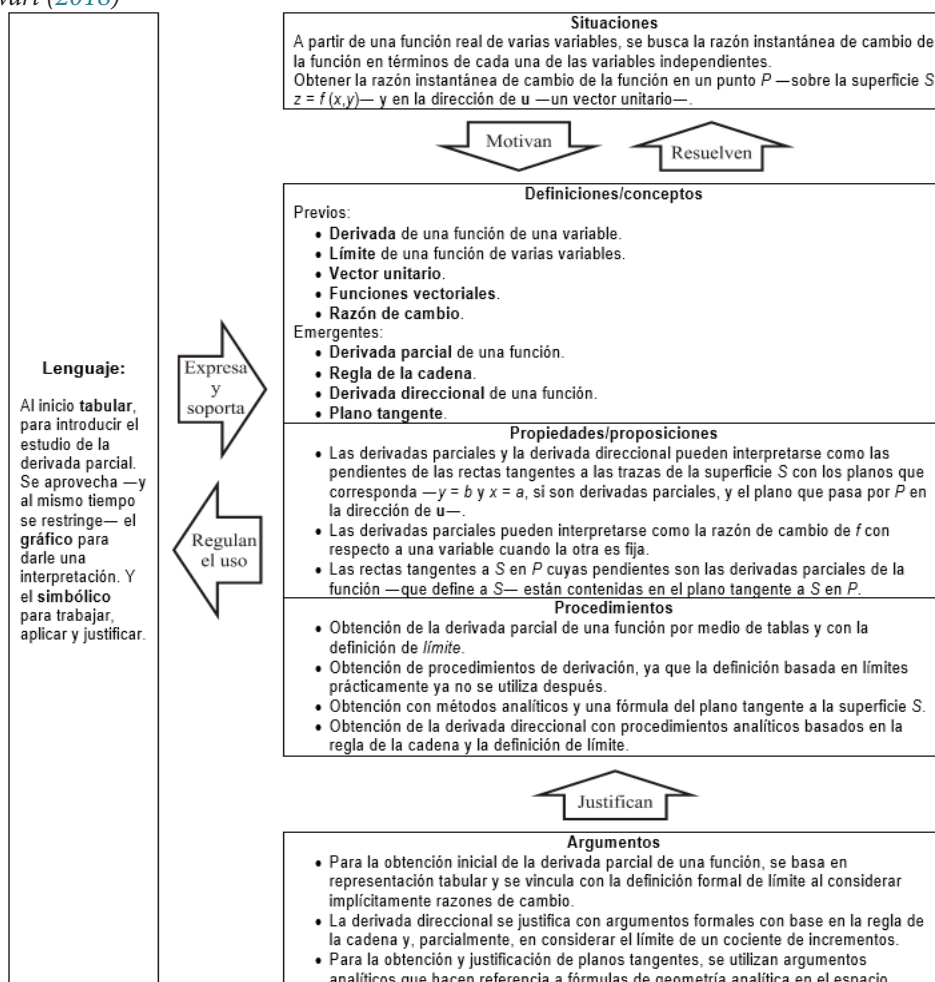 (2018)
Situaciones
A partir de una función real de varias variables, se busca la razón instantánea de cambio de
la función en términos de cada una de las variables independientes.
Obtener la razón instantánea de cambio de la función en un punto P —sobre la superficie S
z = f (x,y)— y en la dirección de u —un vector unitario—.
Motivan
Resuelven
Definiciones/conceptos
Previos:
• Derivada de una función de una variable.
• Límite de una función de varias variables.
• Vector unitario.
• Funciones vectoriales.
• Razón de cambio.
Emergentes:
• Derivada parcial de una función.
• Regla de la cadena.
• Derivada direccional de una función.
• Plano tangente.
Lenguaje:
Al inicio tabular,
para introducir el
estudio de la
derivada parcial.
Se aprovecha —y
al mismo tiempo
se restringe— el
gráfico para
darle una
interpretación. Y
el simbólico
para trabajar,
aplicar y justificar.
Expresa
y
soporta
Regulan
el uso
Propiedades/proposiciones
• Las derivadas parciales y la derivada direccional pueden interpretarse como las
pendientes de las rectas tangentes a las trazas de la superficie S con los planos que
corresponda —y = b y x = a, si son derivadas parciales, y el plano que pasa por P en
la dirección de u—.
• Las derivadas parciales pueden interpretarse como la razón de cambio de f con
respecto a una variable cuando la otra es fija.
• Las rectas tangentes a S en P cuyas pendientes son las derivadas parciales de la
función —que define a S— están contenidas en el plano tangente a S en P.
Procedimientos
• Obtención de la derivada parcial de una función por medio de tablas y con la
definición de límite.
• Obtención de procedimientos de derivación, ya que la definición basada en límites
prácticamente ya no se utiliza después.
• Obtención con métodos analíticos y una fórmula del plano tangente a la superficie S.
• Obtención de la derivada direccional con procedimientos analíticos basados en la
regla de la cadena y la definición de límite.
Justifican
Argumentos
• Para la obtención inicial de la derivada parcial de una función, se basa en
representación tabular y se vincula con la definición formal de límite al considerar
implícitamente razones de cambio.
• La derivada direccional se justifica con argumentos formales con base en la regla de
la cadena y, parcialmente, en considerar el límite de un cociente de incrementos.
• Para la obtención y justificación de planos tangentes, se utilizan argumentos
analíticos que hacen referencia a fórmulas de geometría analítica en el espacio